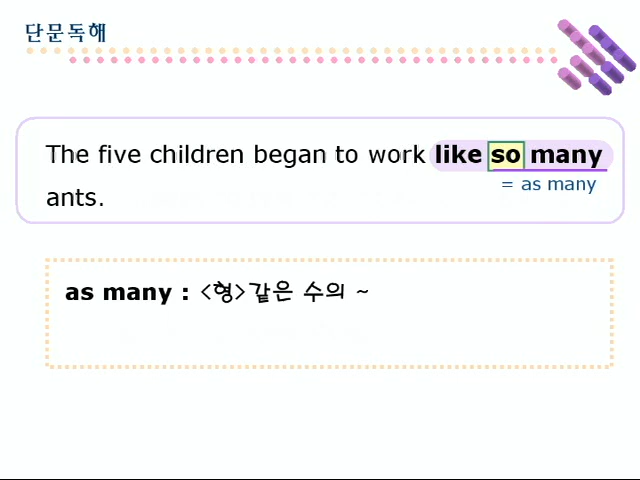 단문독해
The five children began to work like so many
= as many
ants.
as many : <형>같은 수의 ~